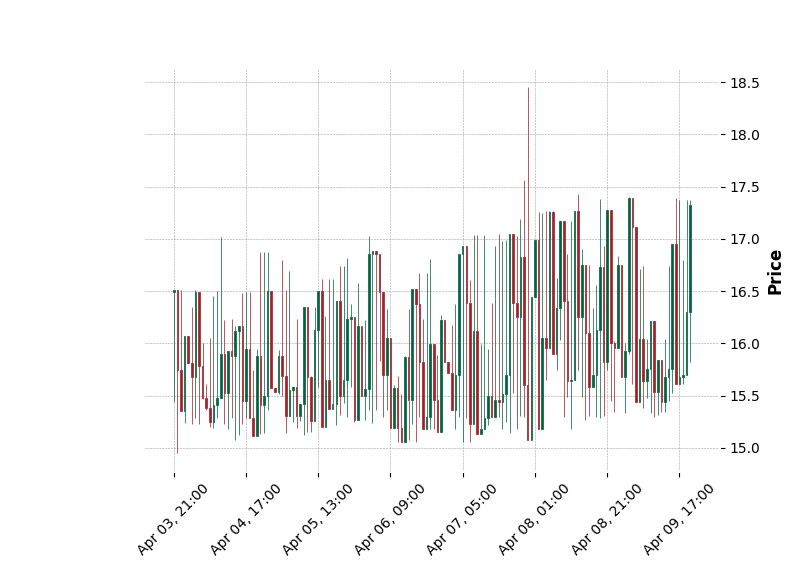 18.5
18.0
17.5
17.0
16.5
16.0
15.5
15.0
Price
Apr 03, 21:00
Apr 04, 17:00
Apr 05, 13:00
Apr 06, 09:00
Apr 07, 05:00
Apr 08, 01:00
Apr 08, 21:00
Apr 09, 17:00